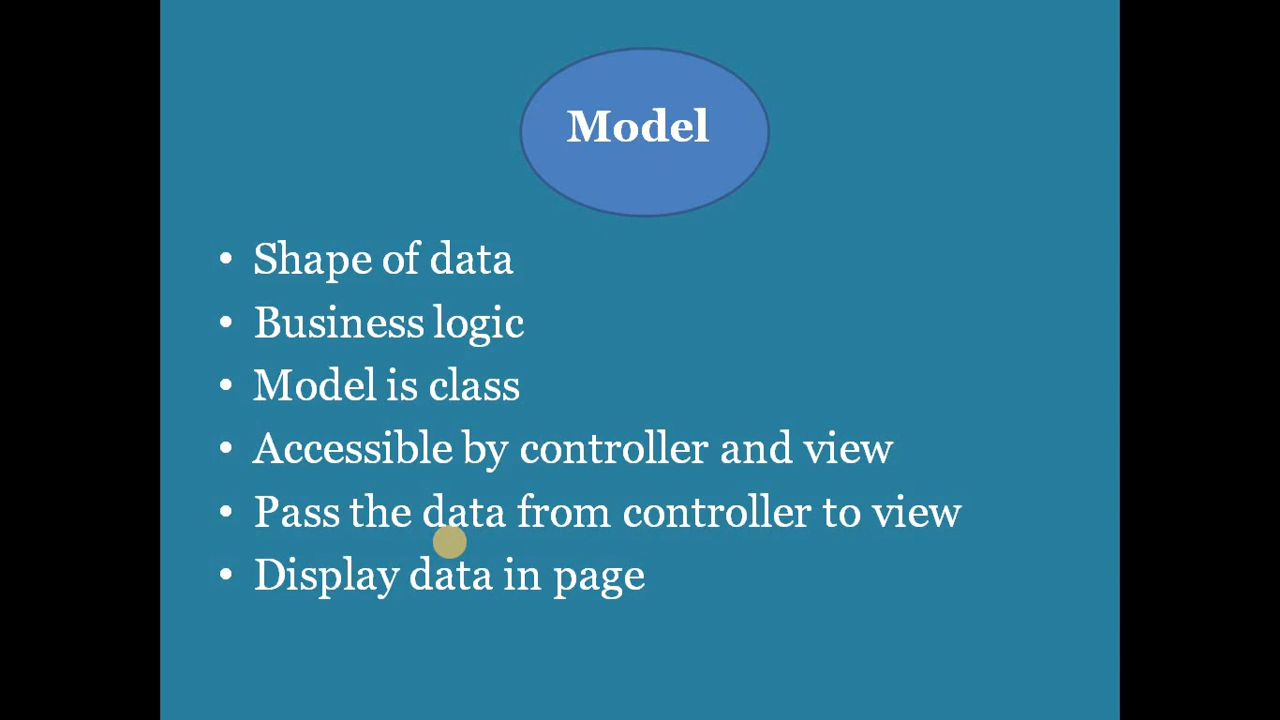 Model
• Shape of data
• Business logic
• Model is class
• Accessible by controller and view
• Pass the data from controller to view
• Display data in page